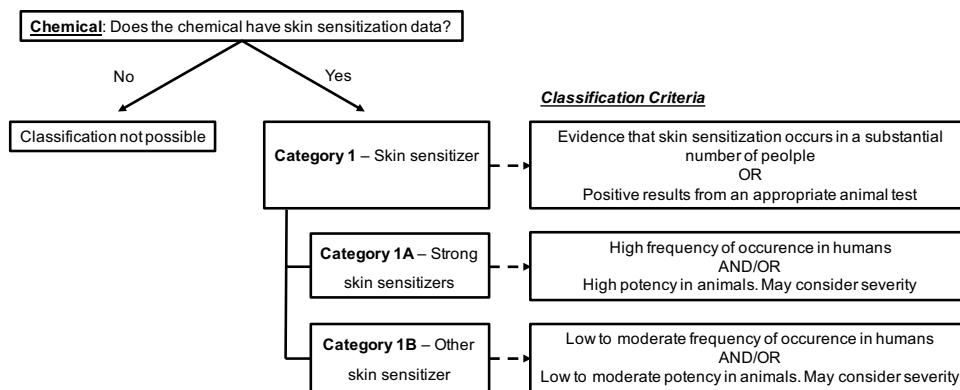 Chemical: Does the chemical have skin sensitization data?
No
Yes
Classification Criteria
Classification not possible
Category 1 – Skin sensitizer
Evidence that skin sensitization occurs in a substantial
number of peolple
OR
Positive results from an appropriate animal test
Category 1A – Strong
skin sensitizers
High frequency of occurence in humans
AND/OR
High potency in animals. May consider severity
Category 1B – Other
skin sensitizer
Low to moderate frequency of occurence in humans
AND/OR
Low to moderate potency in animals. May consider severity